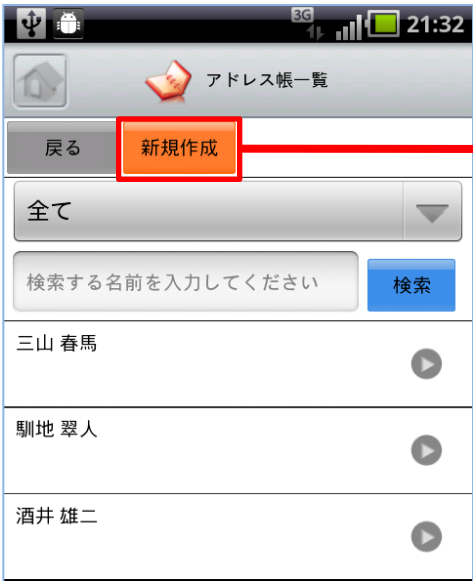 3G 21:32
アドレス帳一覧
戻る 新規作成
全て
検索する名前を入力してください 検索
三山 春馬
馴地 翠人
酒井 雄二